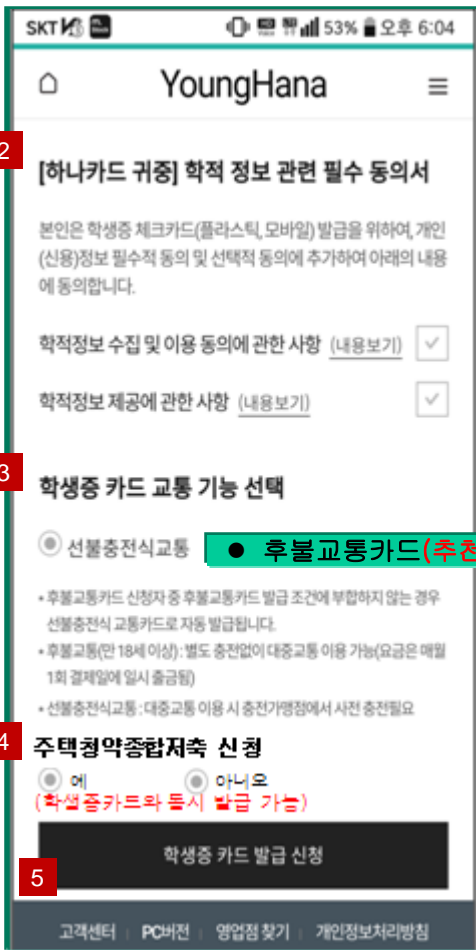 SKT 53% 오후 6:04
YoungHana
2
[하나카드 귀중] 학적 정보 관련 필수 동의서
본인은 학생증 체크카드(플라스틱, 모바일) 발급을 위하여, 개인
(신용)정보 필수적 동의 및 선택적 동의에 추가하여 아래의 내용
에 동의합니다.
학적정보 수집 및 이용 동의에 관한 사항 (내용보기)
학적정보 제공에 관한 사항 (내용보기)
3
학생증 카드 교통 기능 선택
선불충전식교통 ● 후불교통카드(추천
• 후불교통카드 신청자 중 후불교통카드 발급 조건에 부합하지 않는 경우
선불충전식 교통카드로 자동 발급됩니다.
• 후불교통(만 18세 이상) : 별도 충전없이 대중교통 이용 가능(요금은 매월
1회 결제일에 일시 출금됨)
• 선불충전식교통 : 대중교통 이용 시 충전가맹점에서 사전 충전필요
4
주택청약종합저축 신청
예 아니오
(학생증카드와 동시 발급 가능)
학생증 카드 발급 신청
5
고객센터 | PC버전 | 영업점 찾기 | 개인정보처리방침